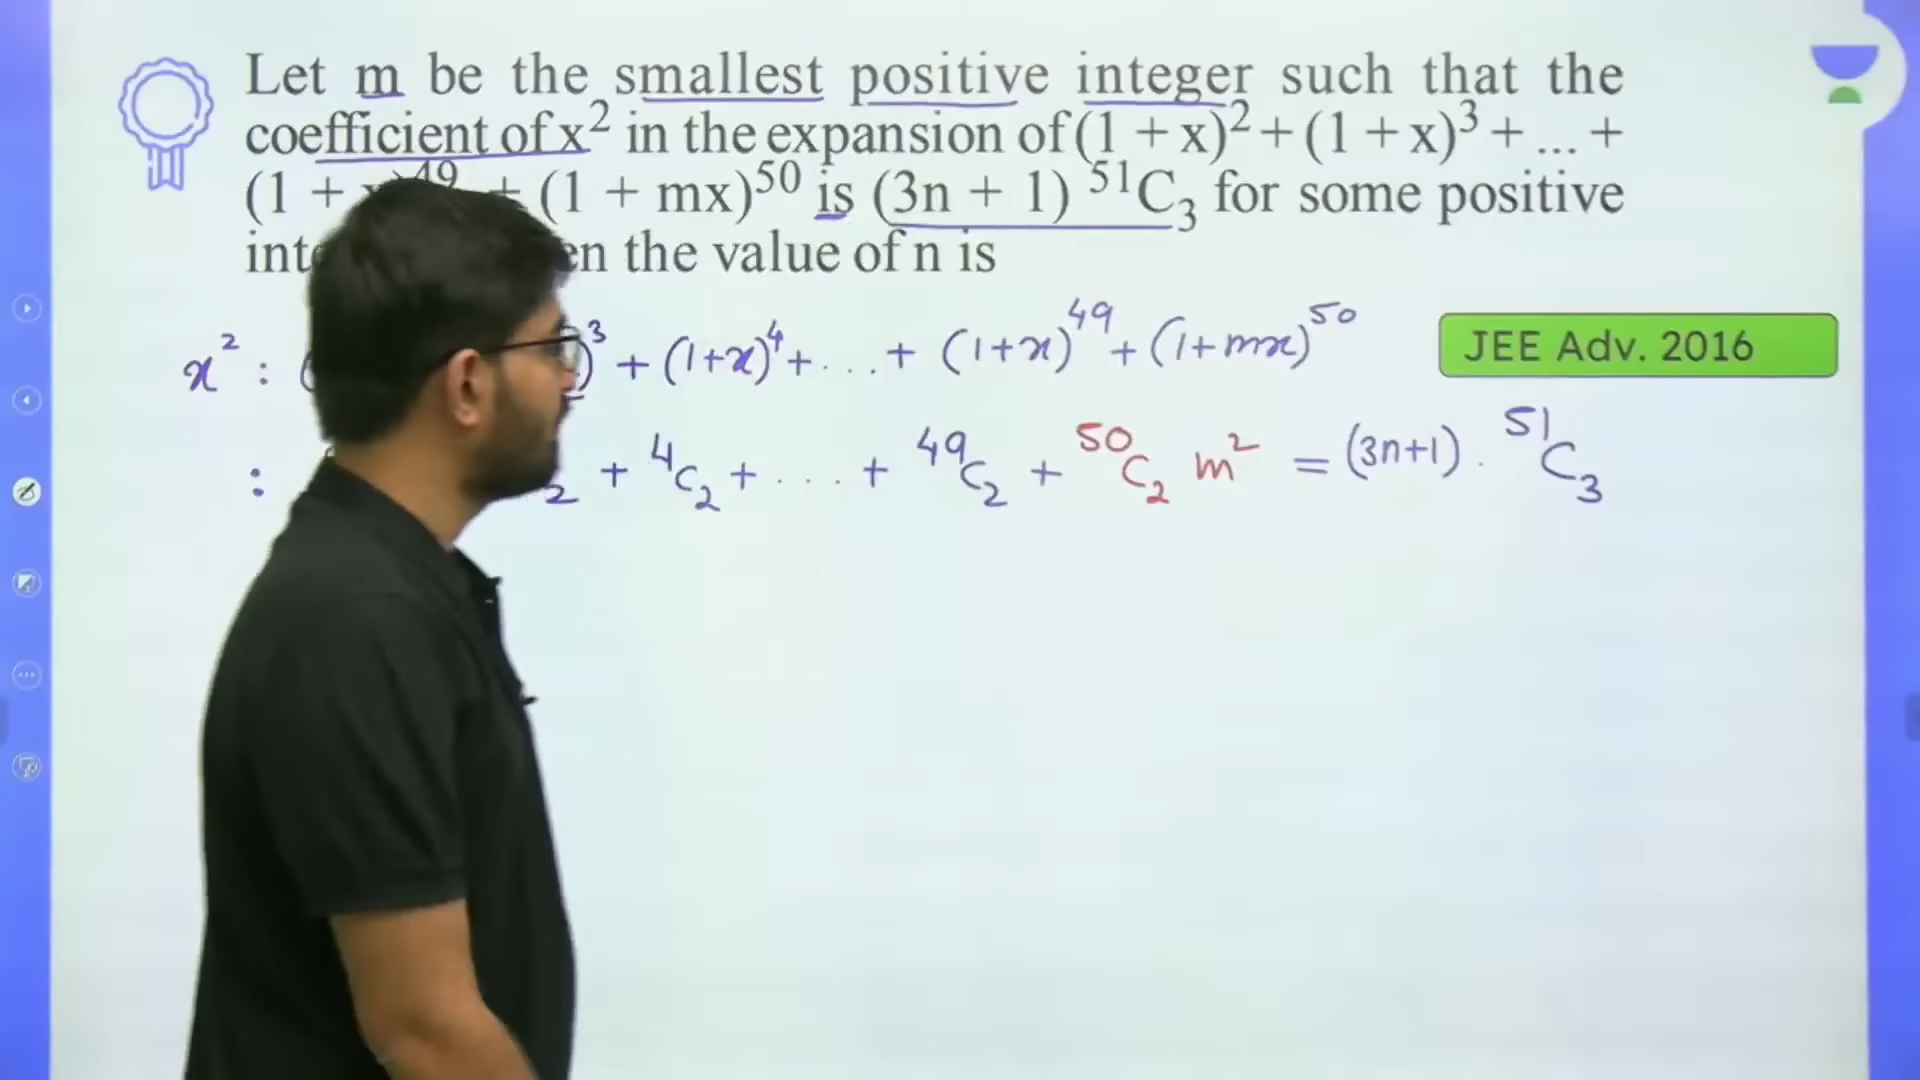 Let m be the smallest positive integer such that the
coefficient of x² in the expansion of (1 + x)² + (1 + x)³ + ... +
(1 + x)⁴⁹ + (1 + mx)⁵⁰ is (3n + 1) ⁵¹C₃ for some positive
en the value of n is
x² : )³ + (1+x)⁴ + ... + (1+x)⁴⁹ + (1+mx)⁵⁰
JEE Adv. 2016
: ₂ + ⁴C₂ + ... + ⁴⁹C₂ + ⁵⁰C₂ m² = (3n+1) . ⁵¹C₃